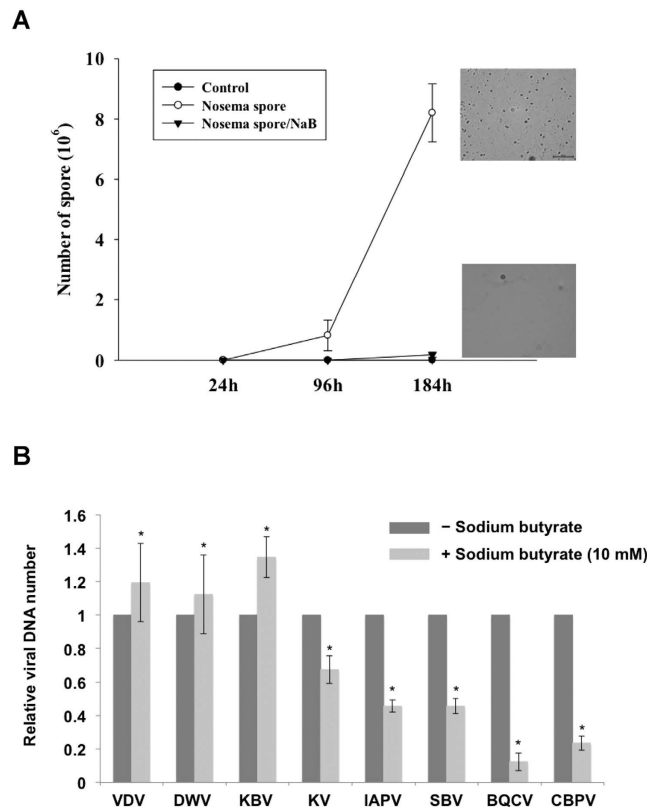 A
10
8
6
4
2
0
Number of spore (10⁶)
Control
Nosema spore
Nosema spore/NaB
24h
96h
184h
B
1.6
1.4
1.2
1
0.8
0.6
0.4
0.2
0
Relative viral DNA number
– Sodium butyrate
+ Sodium butyrate (10 mM)
* * * * * * * *
VDV DWV KBV KV IAPV SBV BQCV CBPV